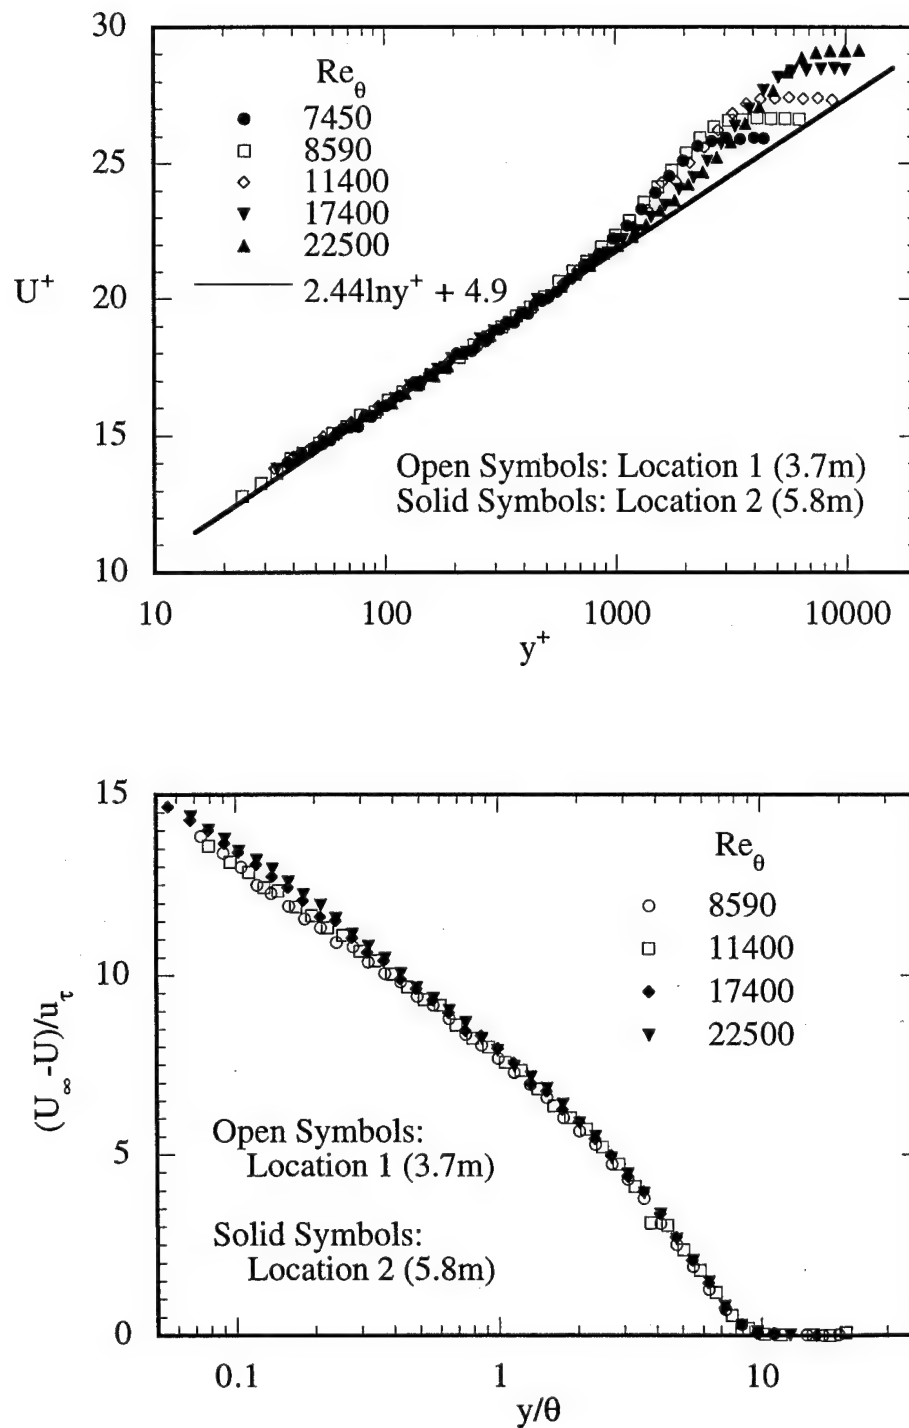 30
25
20
15
10
U⁺
Re_θ
7450
8590
11400
17400
22500
2.44lny⁺ + 4.9
Open Symbols: Location 1 (3.7m)
Solid Symbols: Location 2 (5.8m)
10 100 1000 10000
y⁺
15
10
5
0
(U_∞ -U)/u_τ
Re_θ
8590
11400
17400
22500
Open Symbols:
Location 1 (3.7m)
Solid Symbols:
Location 2 (5.8m)
0.1 1 10
y/θ